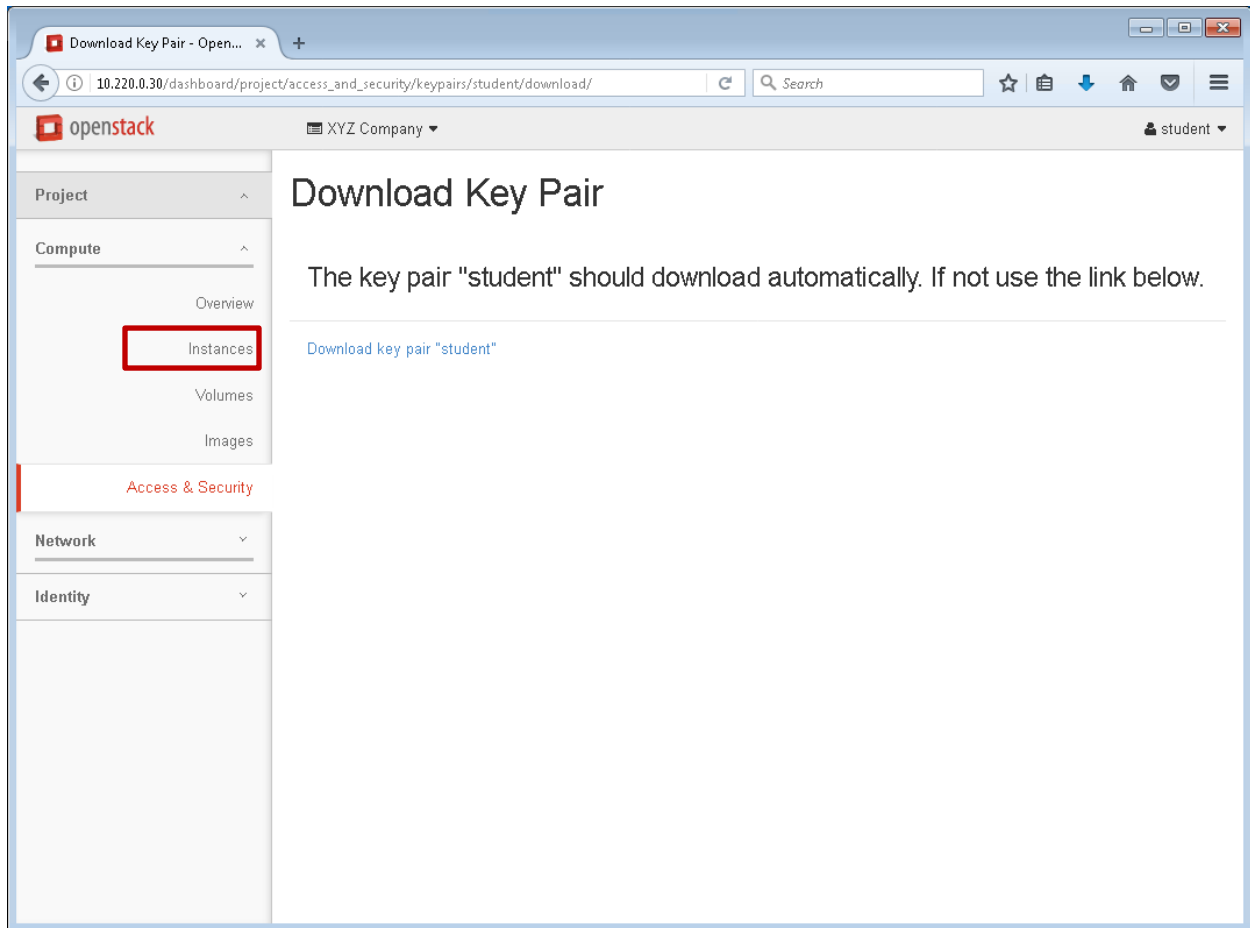 Download Key Pair - Open...
10.220.0.30/dashboard/project/access_and_security/keypairs/student/download/
Search
openstack
XYZ Company
student
Project
Download Key Pair
Compute
The key pair "student" should download automatically. If not use the link below.
Overview
Instances
Download key pair "student"
Volumes
Images
Access & Security
Network
Identity